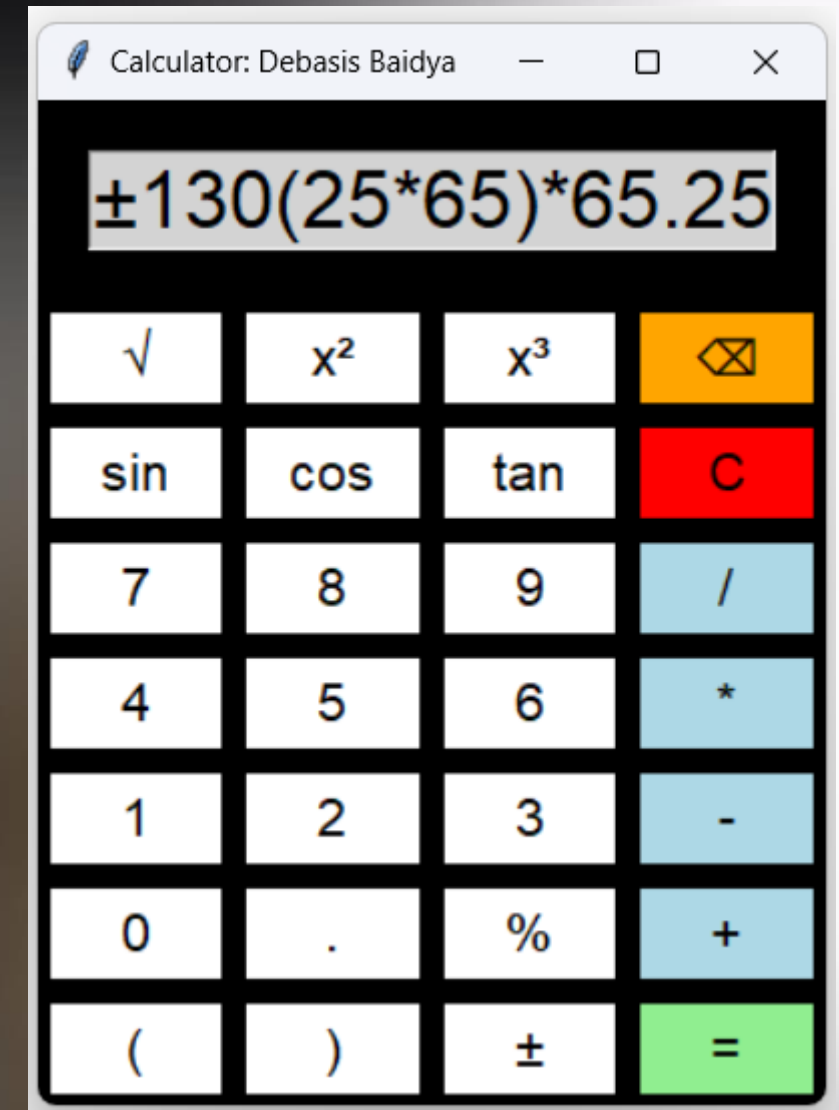 Calculator: Debasis Baidya
±130(25*65)*65.25
√ x² x³ ⌫
sin cos tan C
7 8 9 /
4 5 6 *
1 2 3 -
0 . % +
( ) ± =